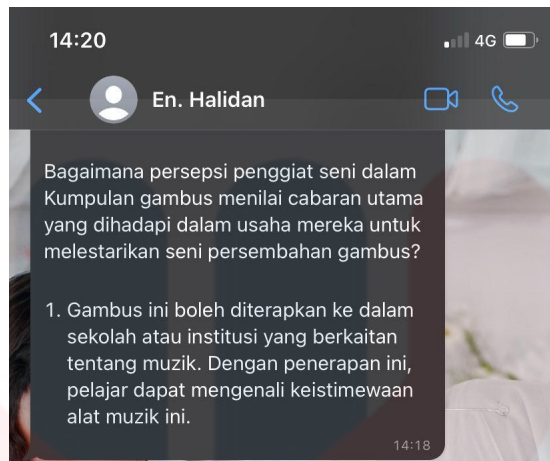 14:20
4G
En. Halidan
Bagaimana persepsi penggiat seni dalam
Kumpulan gambus menilai cabaran utama
yang dihadapi dalam usaha mereka untuk
melestarikan seni persembahan gambus?
1. Gambus ini boleh diterapkan ke dalam
sekolah atau institusi yang berkaitan
tentang muzik. Dengan penerapan ini,
pelajar dapat mengenali keistimewaan
alat muzik ini.
14:18